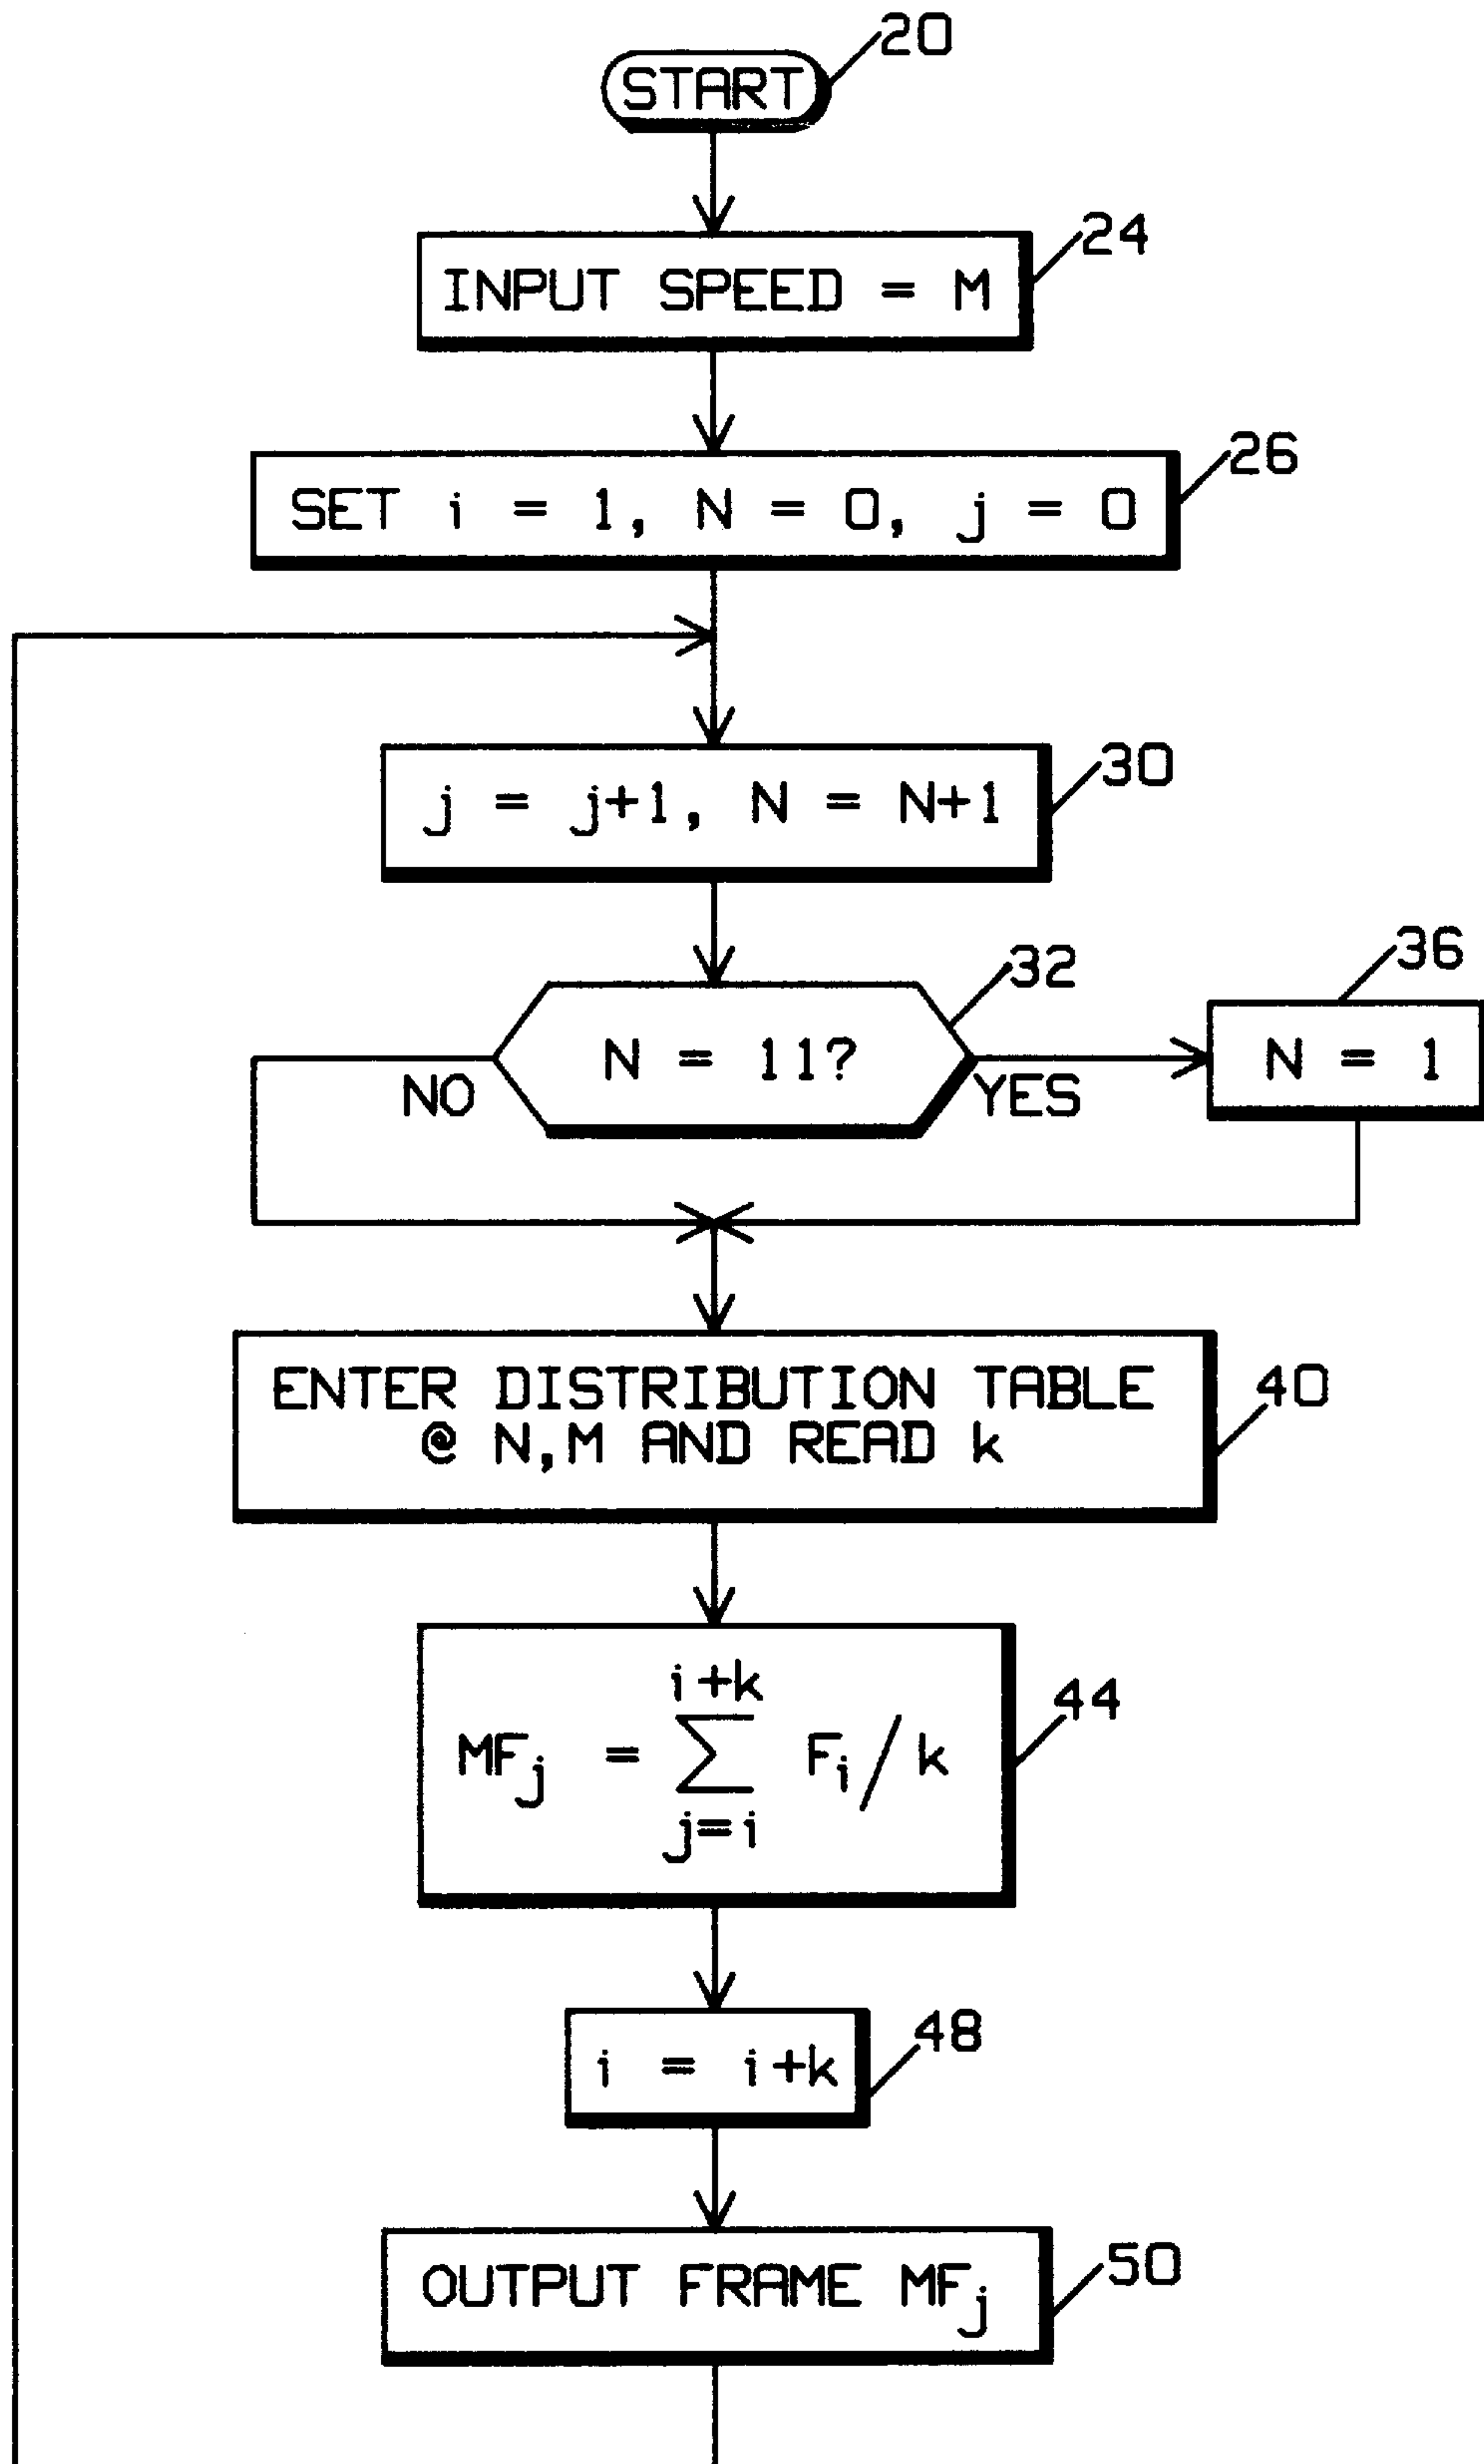 20
START
24
INPUT SPEED = M
26
SET i = 1, N = 0, j = 0
30
j = j+1, N = N+1
32
36
N = 11?
N = 1
NO
YES
ENTER DISTRIBUTION TABLE
40
@ N,M AND READ k
i+k
44
MFj = ∑ Fi/k
j=i
48
i = i+k
50
OUTPUT FRAME MFj